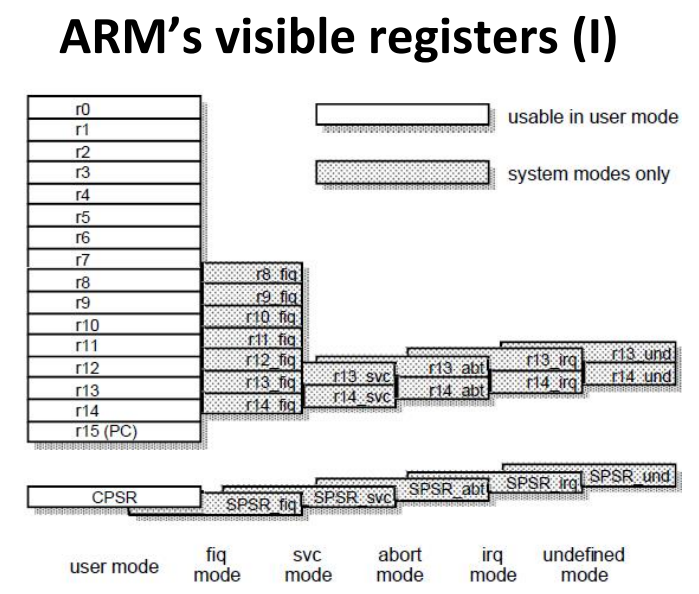 ARM’s visible registers (I)
r0
r1
r2
r3
r4
r5
r6
r7
r8
r9
r10
r11
r12
r13
r14
r15 (PC)
usable in user mode
system modes only
r8_fiq
r9_fiq
r10_fiq
r11_fiq
r12_fiq
r13_fiq
r14_fiq
r13_svc
r14_svc
r13_abt
r14_abt
r13_irq
r14_irq
r13_und
r14_und
CPSR
SPSR_fiq
SPSR_svc
SPSR_abt
SPSR_irq
SPSR_und
user mode
fiq
mode
svc
mode
abort
mode
irq
mode
undefined
mode